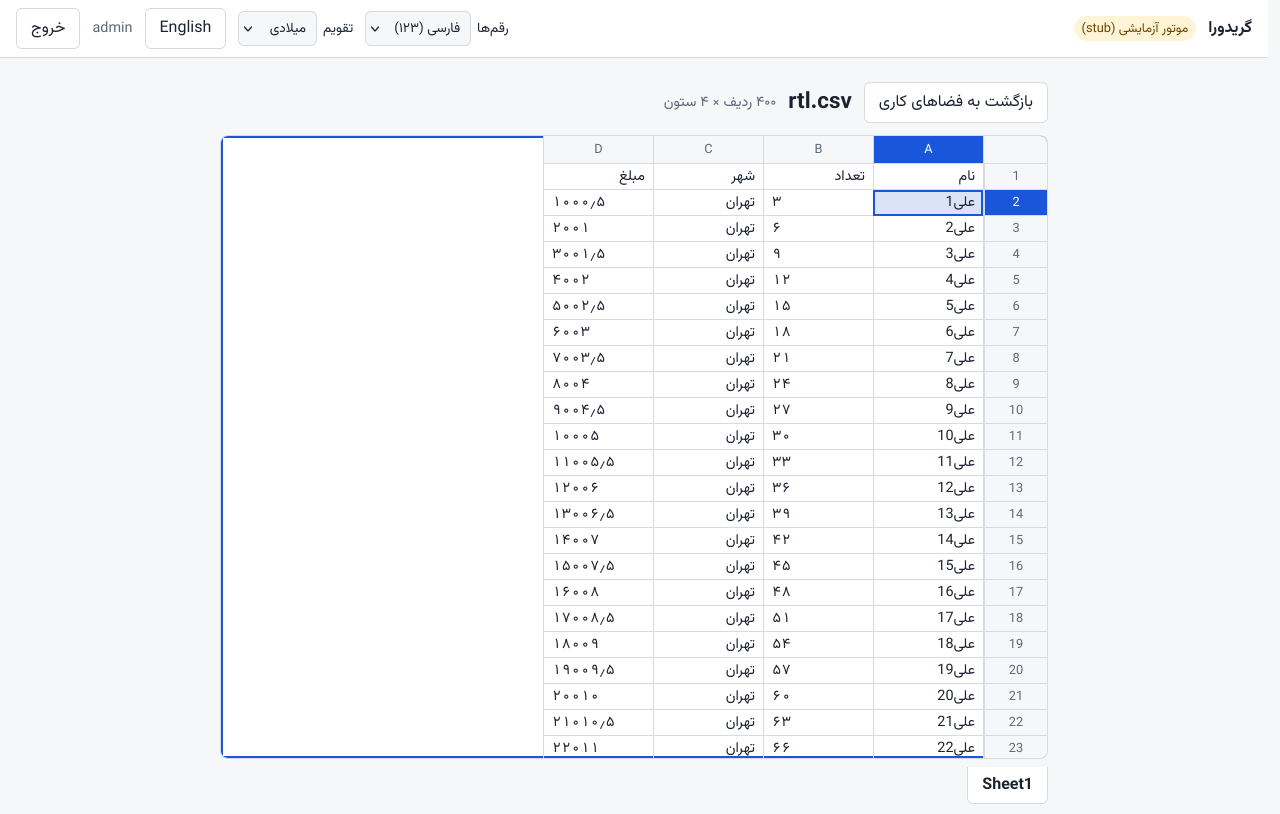 گریدورا موتور آزمایشی (stub) رقم‌ها فارسی (۱۲۳) تقویم میلادی English admin خروج
بازگشت به فضاهای کاری rtl.csv ۴۰۰ ردیف × ۴ ستون
A B C D
1 نام تعداد شهر مبلغ
2 علی1 ۳ تهران ۱۰۰۰٫۵
3 علی2 ۶ تهران ۲۰۰۱
4 علی3 ۹ تهران ۳۰۰۱٫۵
5 علی4 ۱۲ تهران ۴۰۰۲
6 علی5 ۱۵ تهران ۵۰۰۲٫۵
7 علی6 ۱۸ تهران ۶۰۰۳
8 علی7 ۲۱ تهران ۷۰۰۳٫۵
9 علی8 ۲۴ تهران ۸۰۰۴
10 علی9 ۲۷ تهران ۹۰۰۴٫۵
11 علی10 ۳۰ تهران ۱۰۰۰۵
12 علی11 ۳۳ تهران ۱۱۰۰۵٫۵
13 علی12 ۳۶ تهران ۱۲۰۰۶
14 علی13 ۳۹ تهران ۱۳۰۰۶٫۵
15 علی14 ۴۲ تهران ۱۴۰۰۷
16 علی15 ۴۵ تهران ۱۵۰۰۷٫۵
17 علی16 ۴۸ تهران ۱۶۰۰۸
18 علی17 ۵۱ تهران ۱۷۰۰۸٫۵
19 علی18 ۵۴ تهران ۱۸۰۰۹
20 علی19 ۵۷ تهران ۱۹۰۰۹٫۵
21 علی20 ۶۰ تهران ۲۰۰۱۰
22 علی21 ۶۳ تهران ۲۱۰۱۰٫۵
23 علی22 ۶۶ تهران ۲۲۰۱۱
Sheet1